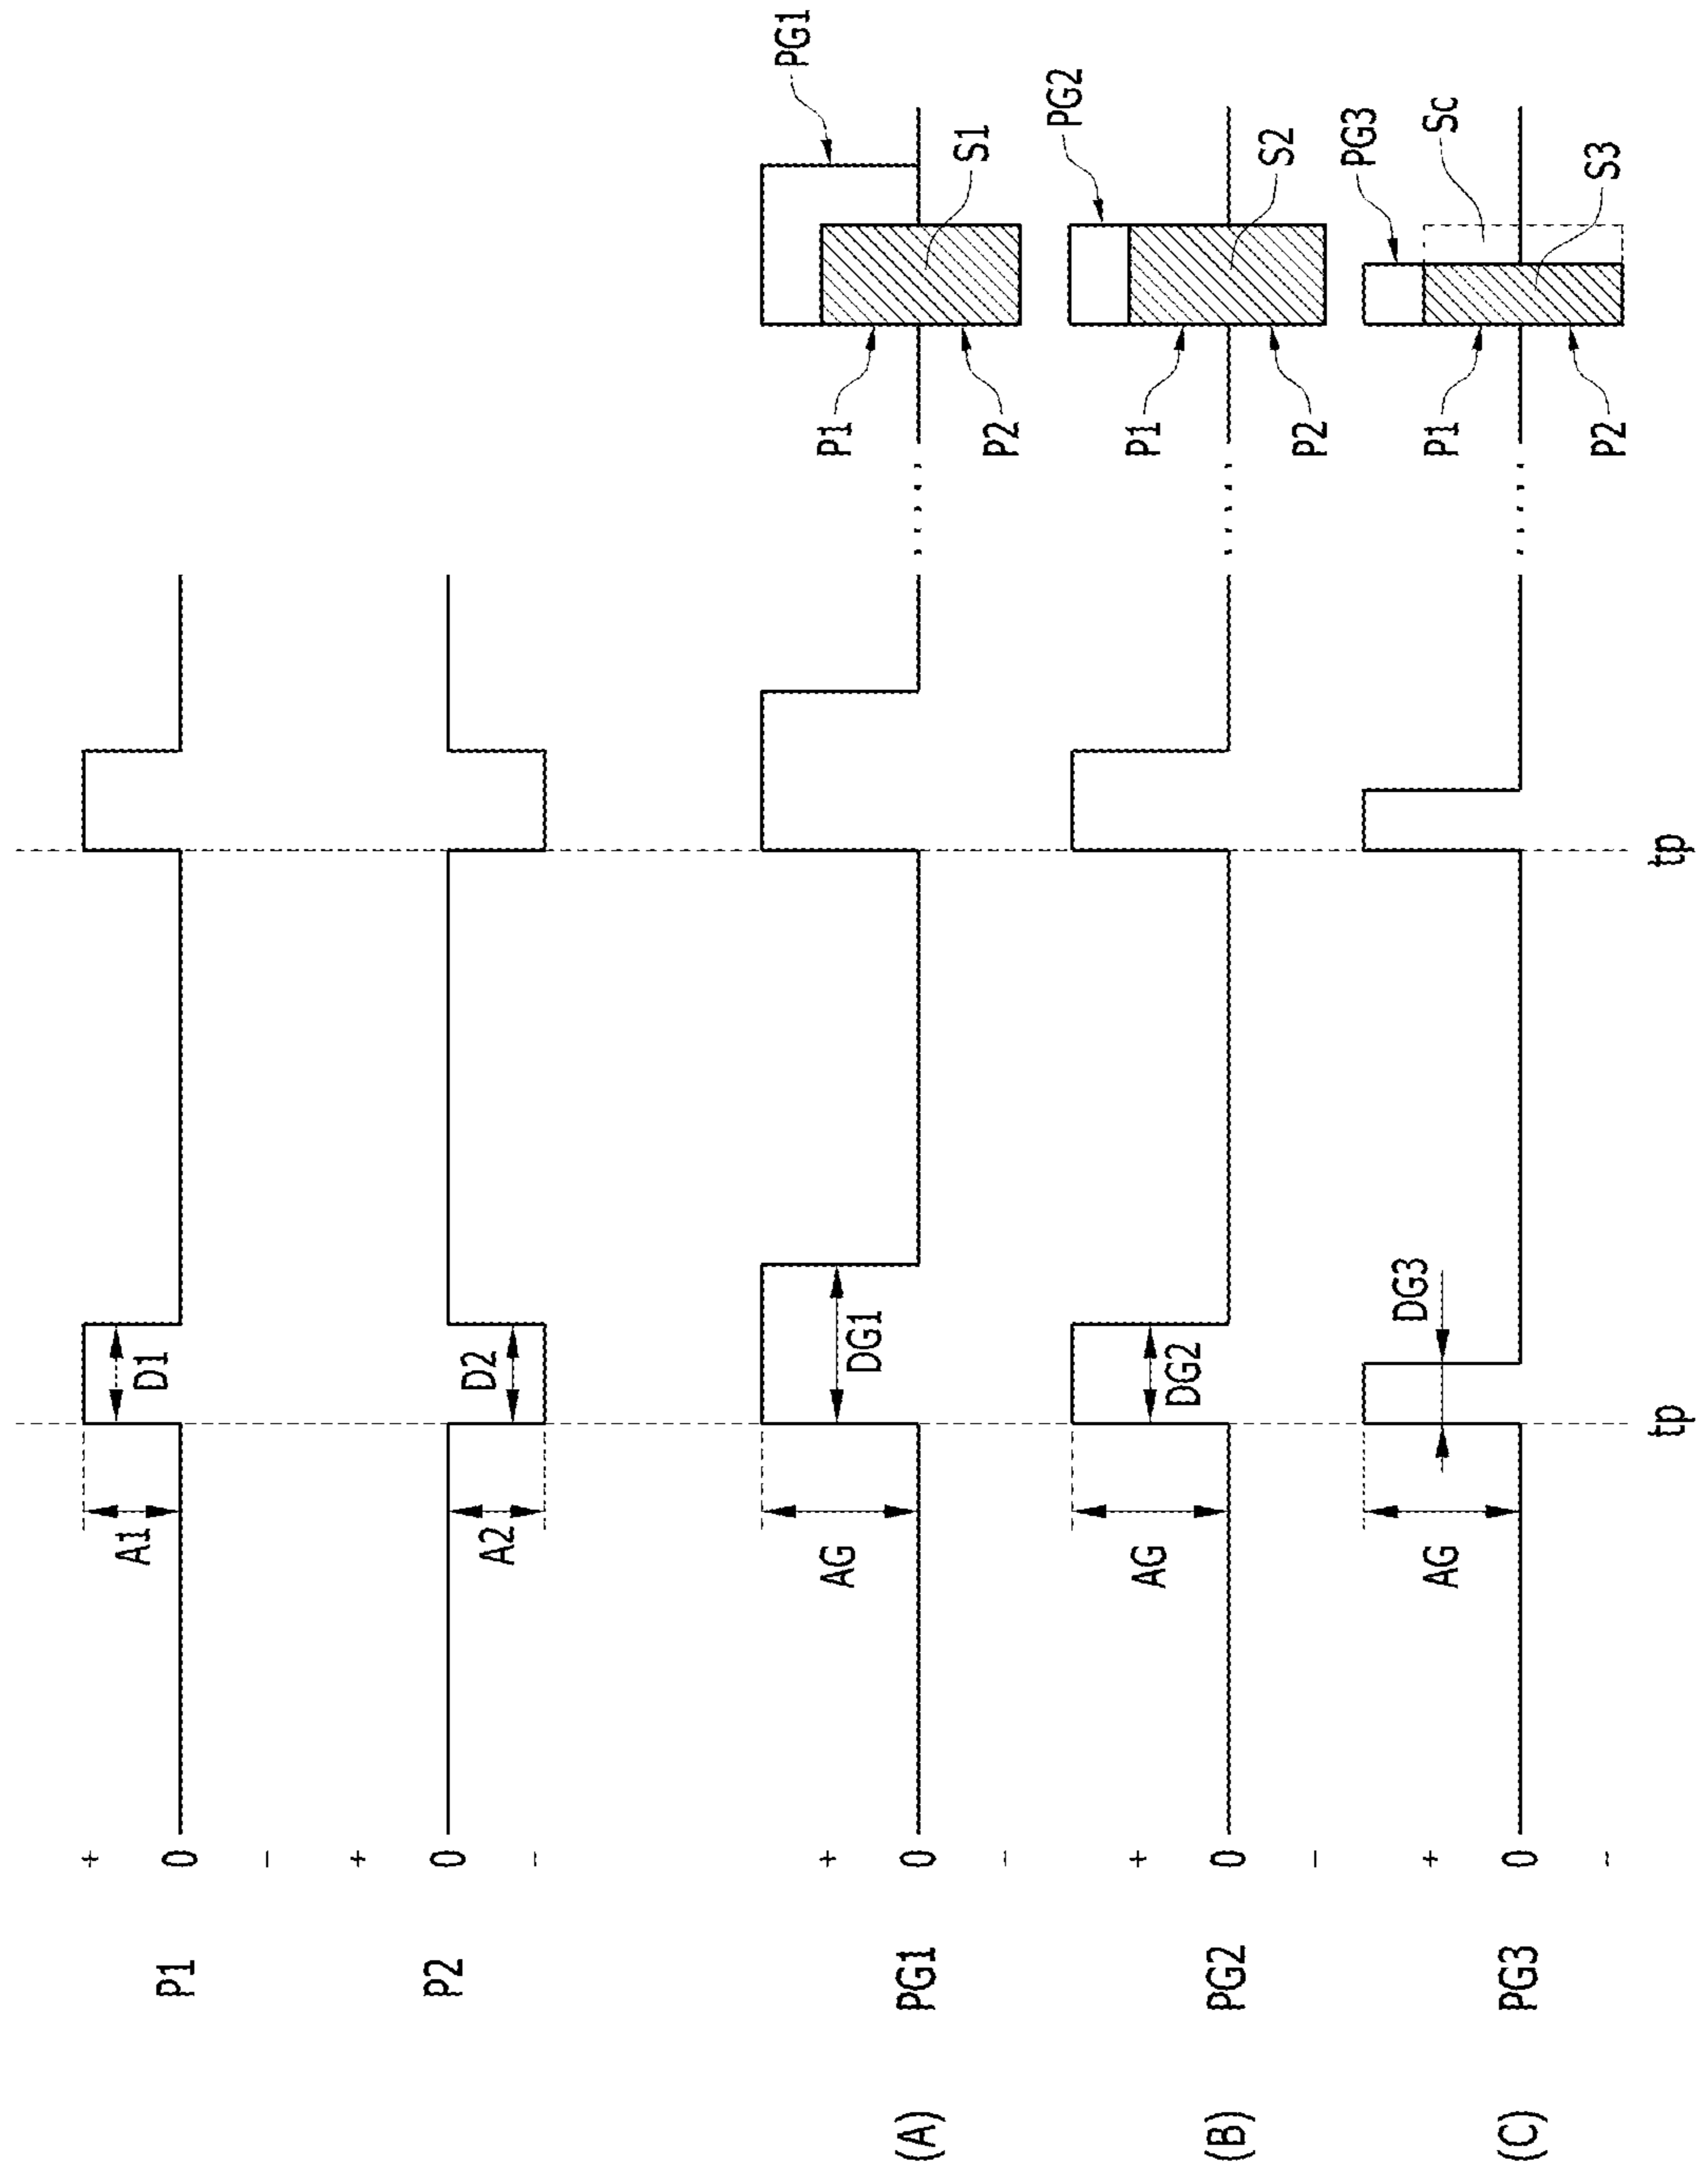 P1
+
0
-
A1
D1
P2
+
0
-
A2
D2
(A)
PG1
+
0
-
AG
DG1
P1
P2
PG1
S1
(B)
PG2
+
0
-
AG
DG2
P1
P2
PG2
S2
(C)
PG3
+
0
-
AG
DG3
P1
P2
PG3
Sc
S3
tp
tp